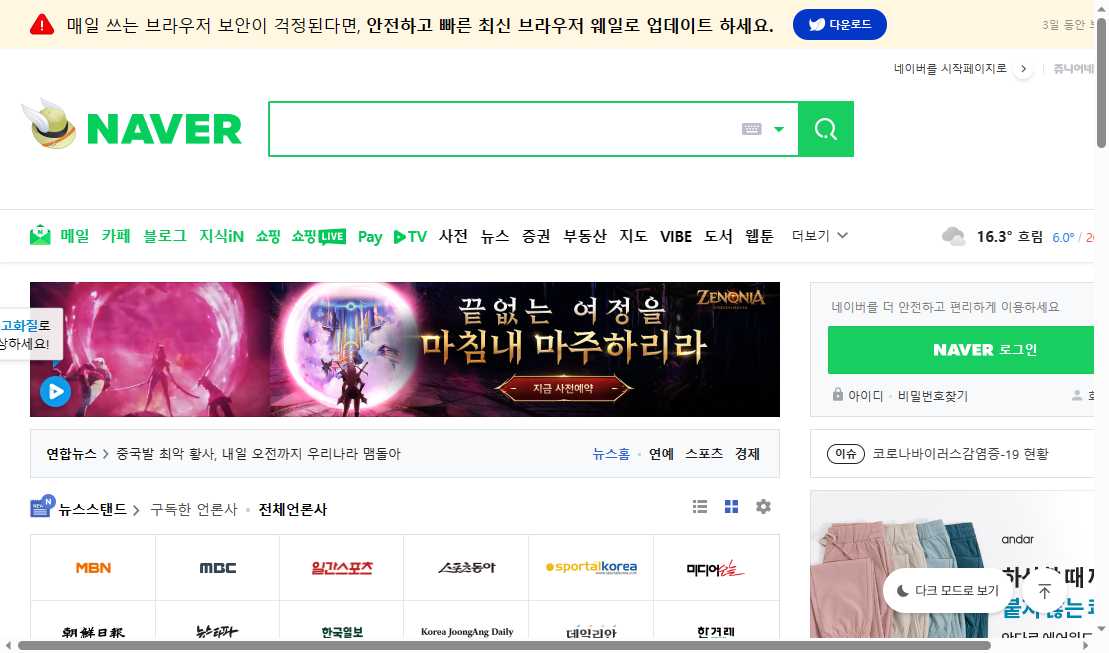 매일 쓰는 브라우저 보안이 걱정된다면, 안전하고 빠른 최신 브라우저 웨일로 업데이트 하세요.
다운로드
3일 동안
네이버를 시작페이지로
쥬니어네
NAVER
메일 카페 블로그 지식iN 쇼핑 쇼핑LIVE Pay TV 사전 뉴스 증권 부동산 지도 VIBE 도서 웹툰 더보기
16.3° 흐림 6.0° /
끝없는 여정을
마침내 마주하리라
ZENONIA
지금 사전예약
고화질로
상하세요!
네이버를 더 안전하고 편리하게 이용하세요
NAVER 로그인
아이디 · 비밀번호찾기
연합뉴스 > 중국발 최악 황사, 내일 오전까지 우리나라 맴돌아
뉴스홈 · 연예 스포츠 경제
이슈 코로나바이러스감염증-19 현황
NEW N
뉴스스탠드 > 구독한 언론사 · 전체언론사
MBN MBC 일간스포츠 스포츠동아 sportalkorea 미디어오늘
朝鮮日報 뉴스타파 한국일보 Korea JoongAng Daily 데일리안 한겨레
andar
다크 모드로 보기